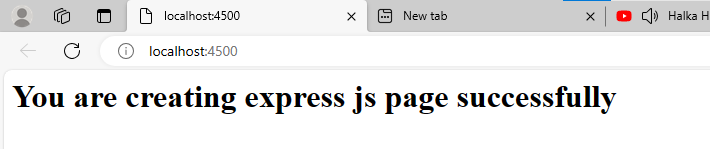 localhost:4500
New tab
Halka H
localhost:4500
You are creating express js page successfully